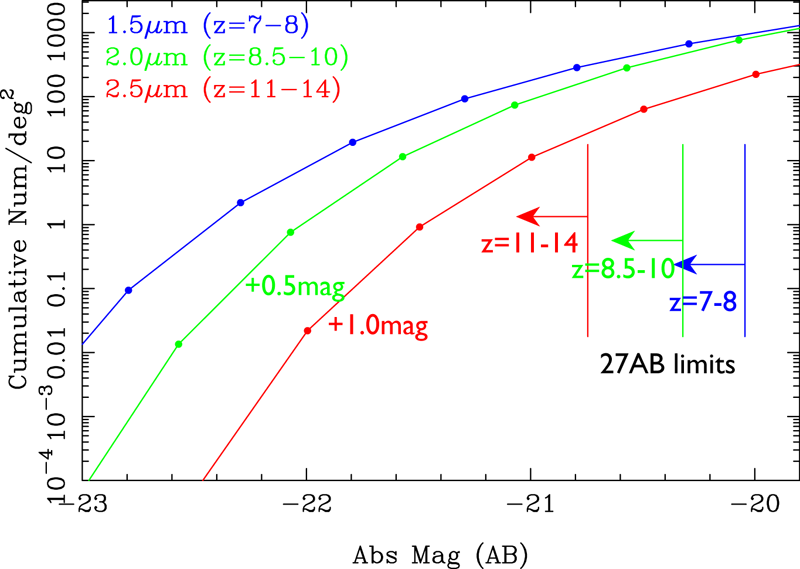 1.5μm (z=7−8)
2.0μm (z=8.5−10)
2.5μm (z=11−14)
Cumulative Num/deg²
10000
1000
100
10
1
0.1
0.01
10⁻³
10⁻⁴
z=11-14
z=8.5-10
z=7-8
+0.5mag
+1.0mag
27AB limits
−23
−22
−21
−20
Abs Mag (AB)